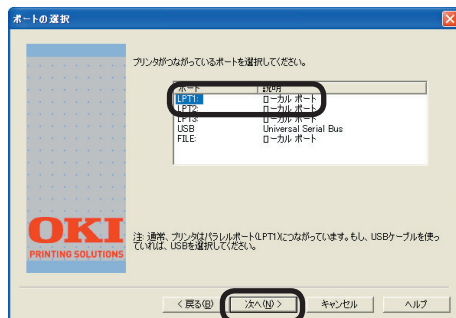 ポートの選択
プリンタがつながっているポートを選択してください。
ポート 説明
LPT1: ローカル ポート
LPT2: ローカル ポート
LPT3: ローカル ポート
USB Universal Serial Bus
FILE: ローカル ポート
OKI
PRINTING SOLUTIONS
注: 通常、プリンタはパラレルポート(LPT1)につながっています。もし、USBケーブルを使っ
ていれば、USBを選択してください。
< 戻る(B) 次へ(N) > キャンセル ヘルプ